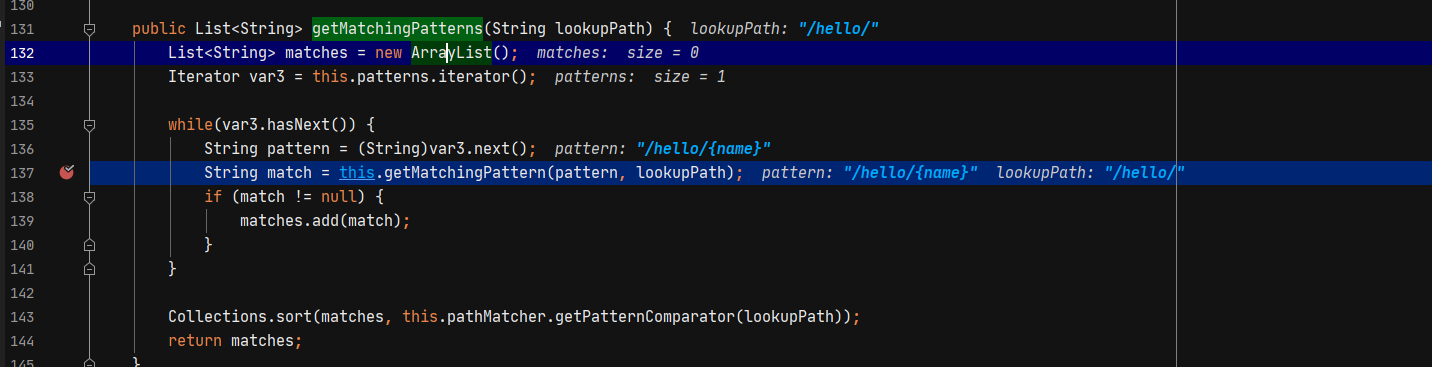 130
131 public List<String> getMatchingPatterns(String lookupPath) { lookupPath: "/hello/"
132 List<String> matches = new ArrayList(); matches: size = 0
133 Iterator var3 = this.patterns.iterator(); patterns: size = 1
134
135 while(var3.hasNext()) {
136 String pattern = (String)var3.next(); pattern: "/hello/{name}"
137 String match = this.getMatchingPattern(pattern, lookupPath); pattern: "/hello/{name}" lookupPath: "/hello/"
138 if (match != null) {
139 matches.add(match);
140 }
141 }
142
143 Collections.sort(matches, this.pathMatcher.getPatternComparator(lookupPath));
144 return matches;
145 }